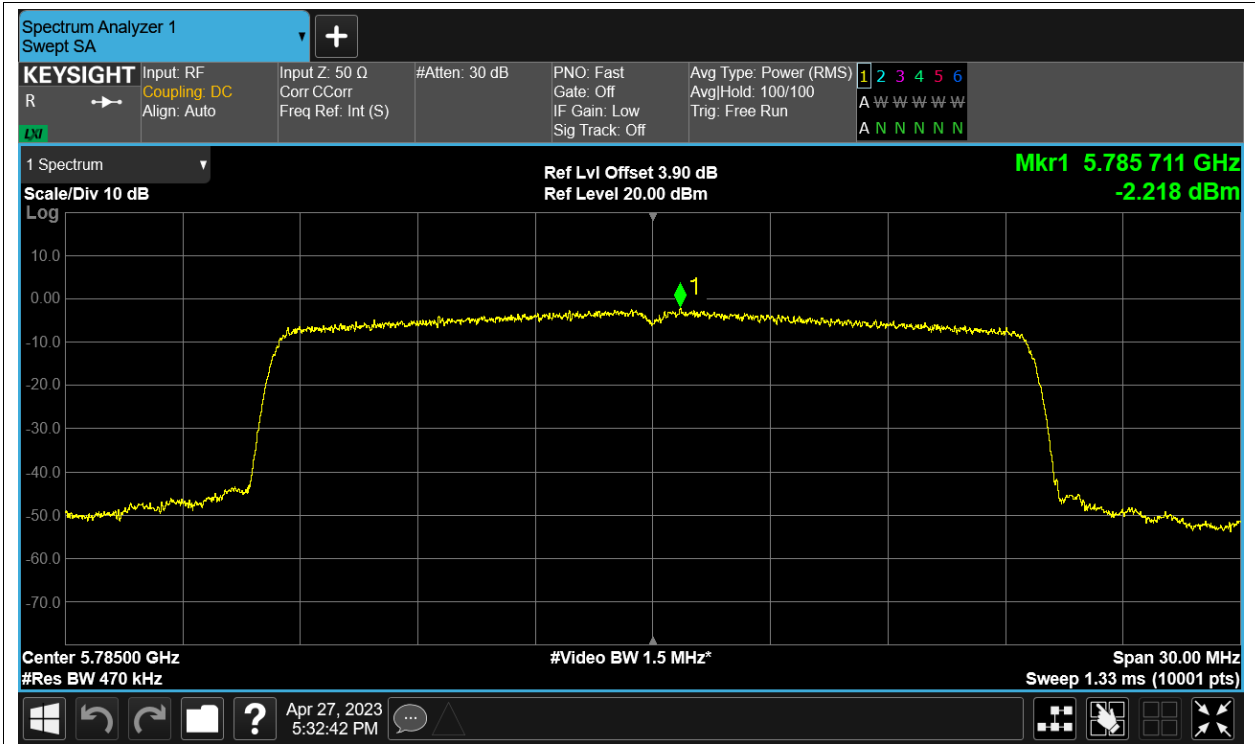 Spectrum Analyzer 1
Swept SA
+
KEYSIGHT
R
LXI
Input: RF
Coupling: DC
Align: Auto
Input Z: 50 Ω
Corr CCorr
Freq Ref: Int (S)
#Atten: 30 dB
PNO: Fast
Gate: Off
IF Gain: Low
Sig Track: Off
Avg Type: Power (RMS)
Avg|Hold: 100/100
Trig: Free Run
1 2 3 4 5 6
A W W W W W
A N N N N N
1 Spectrum
Scale/Div 10 dB
Log
Ref Lvl Offset 3.90 dB
Ref Level 20.00 dBm
Mkr1 5.785 711 GHz
-2.218 dBm
10.0
0.00
-10.0
-20.0
-30.0
-40.0
-50.0
-60.0
-70.0
1
Center 5.78500 GHz
#Res BW 470 kHz
#Video BW 1.5 MHz*
Span 30.00 MHz
Sweep 1.33 ms (10001 pts)
?
Apr 27, 2023
5:32:42 PM